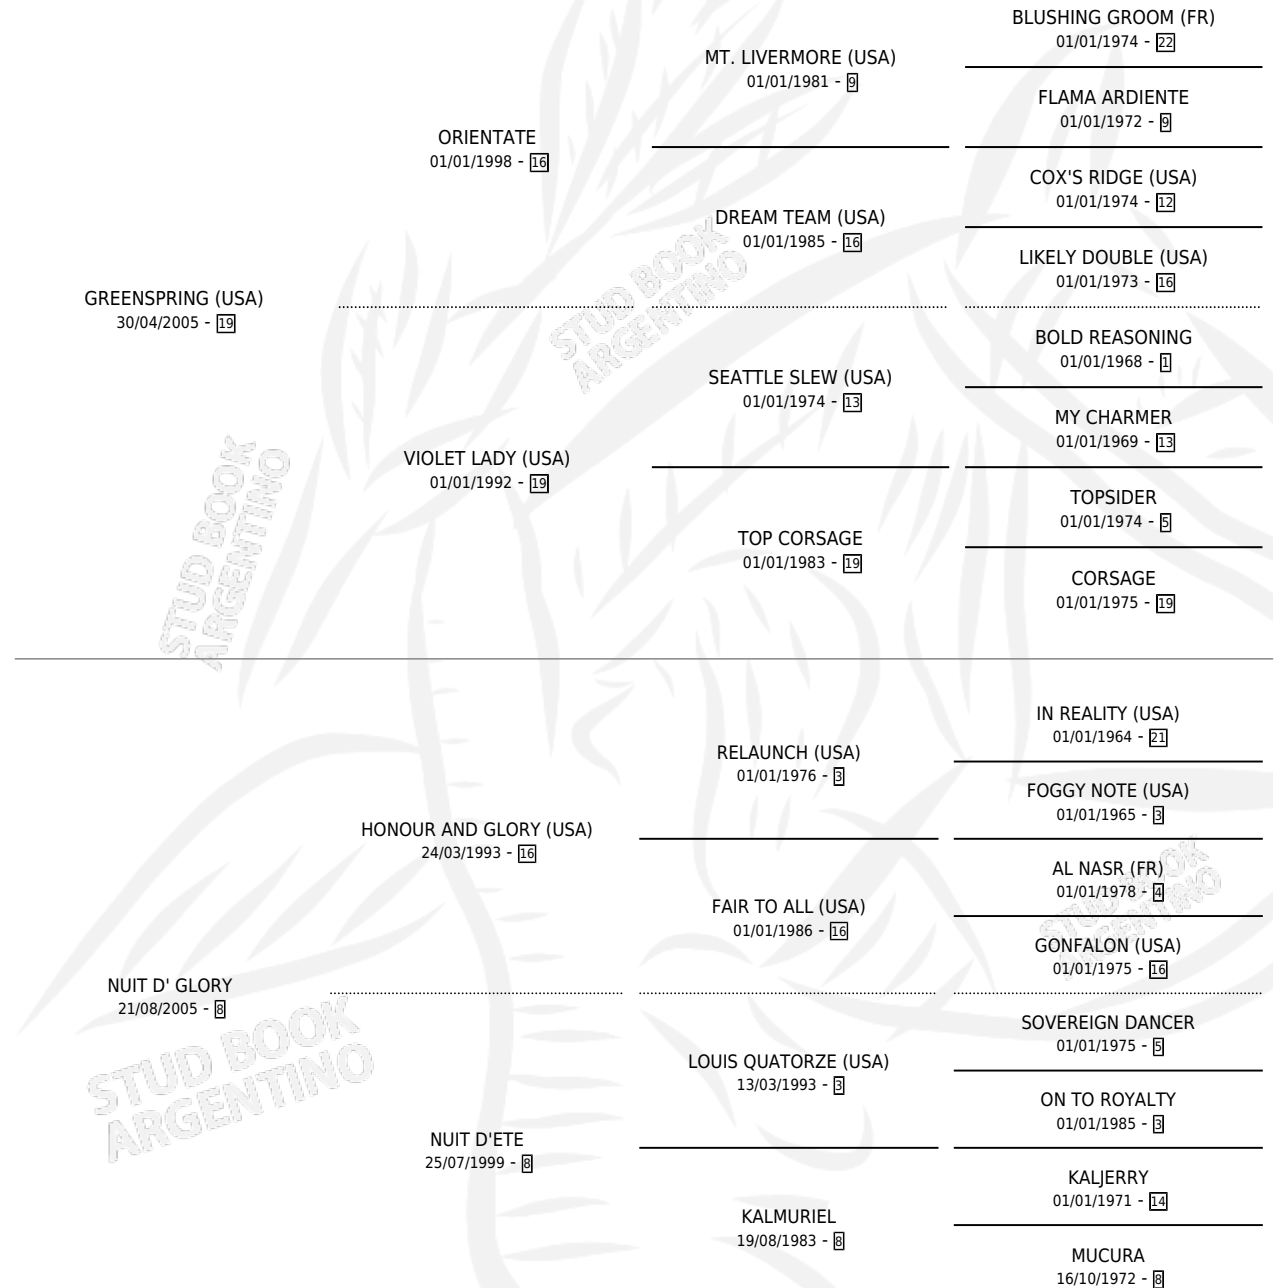 BLUSHING GROOM (FR)
01/01/1974 - 22
MT. LIVERMORE (USA)
01/01/1981 - 9
FLAMA ARDIENTE
01/01/1972 - 9
ORIENTATE
01/01/1998 - 16
COX'S RIDGE (USA)
01/01/1974 - 12
DREAM TEAM (USA)
01/01/1985 - 16
LIKELY DOUBLE (USA)
01/01/1973 - 16
GREENSPRING (USA)
30/04/2005 - 19
STUD BOOK
ARGENTINO
BOLD REASONING
01/01/1968 - 1
SEATTLE SLEW (USA)
01/01/1974 - 13
MY CHARMER
01/01/1969 - 13
VIOLET LADY (USA)
01/01/1992 - 19
TOPSIDER
01/01/1974 - 5
TOP CORSAGE
01/01/1983 - 19
CORSAGE
01/01/1975 - 19
STUD BOOK
ARGENTINO
IN REALITY (USA)
01/01/1964 - 21
RELAUNCH (USA)
01/01/1976 - 3
FOGGY NOTE (USA)
01/01/1965 - 3
HONOUR AND GLORY (USA)
24/03/1993 - 16
AL NASR (FR)
01/01/1978 - 4
FAIR TO ALL (USA)
01/01/1986 - 16
STUD BOOK
ARGENTINO
GONFALON (USA)
01/01/1975 - 16
NUIT D' GLORY
21/08/2005 - 8
SOVEREIGN DANCER
01/01/1975 - 5
LOUIS QUATORZE (USA)
13/03/1993 - 3
ON TO ROYALTY
01/01/1985 - 3
STUD BOOK
ARGENTINO
NUIT D'ETE
25/07/1999 - 8
KALJERRY
01/01/1971 - 14
KALMURIEL
19/08/1983 - 8
MUCURA
16/10/1972 - 8